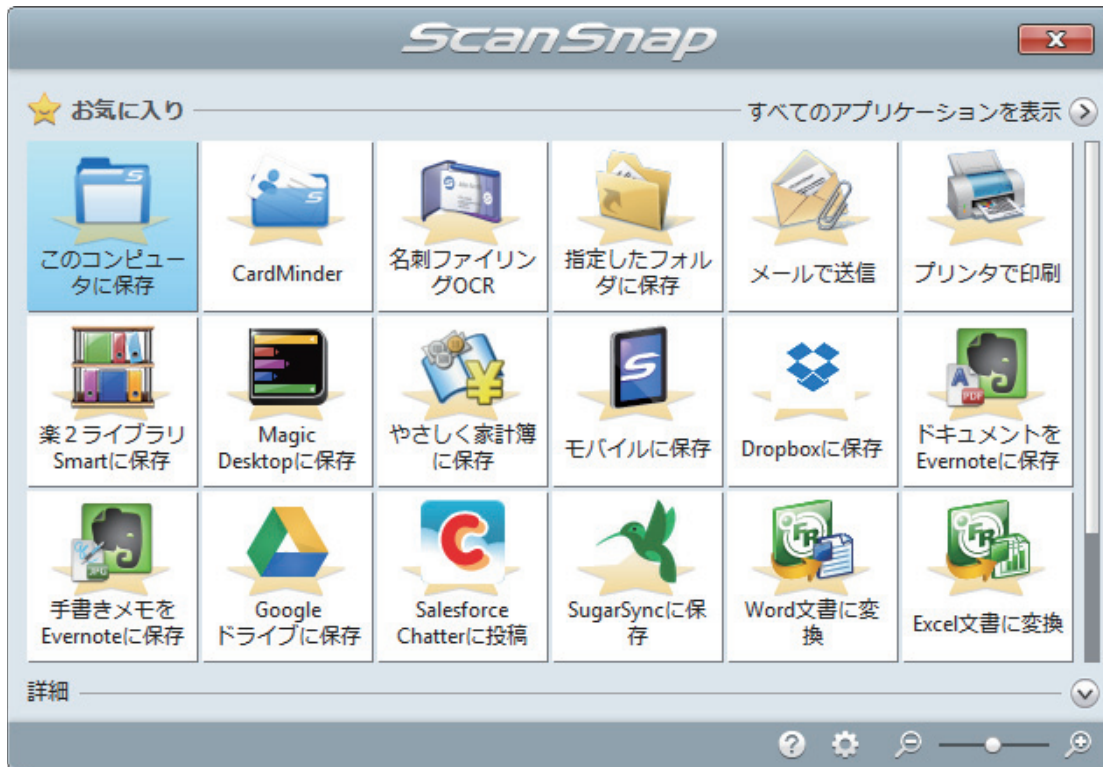 ScanSnap
お気に入り
すべてのアプリケーションを表示
このコンピュー
タに保存
CardMinder
名刺ファイリン
グOCR
指定したフォル
ダに保存
メールで送信
プリンタで印刷
楽２ライブラリ
Smartに保存
Magic
Desktopに保存
やさしく家計簿
に保存
モバイルに保存
Dropboxに保存
ドキュメントを
Evernoteに保存
手書きメモを
Evernoteに保存
Google
ドライブに保存
Salesforce
Chatterに投稿
SugarSyncに保
存
Word文書に変
換
Excel文書に変換
詳細